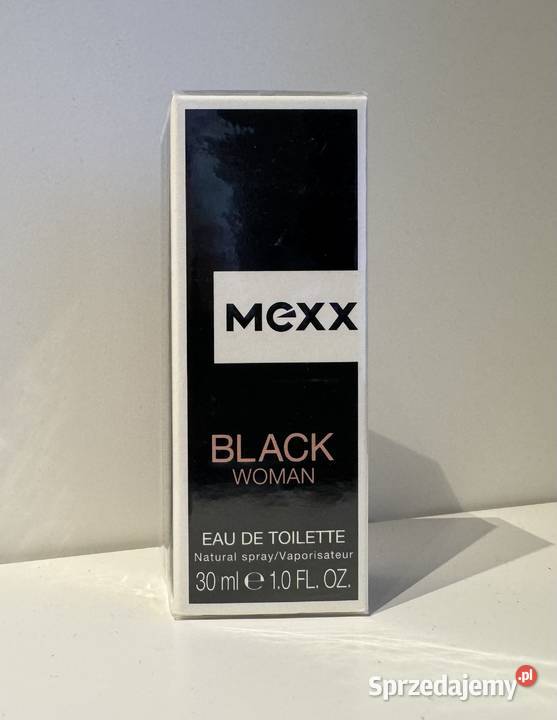 Mexx
BLACK
WOMAN
EAU DE TOILETTE
Natural spray/Vaporisateur
30 ml ℮ 1.0 FL. OZ.
Sprzedajemy.pl